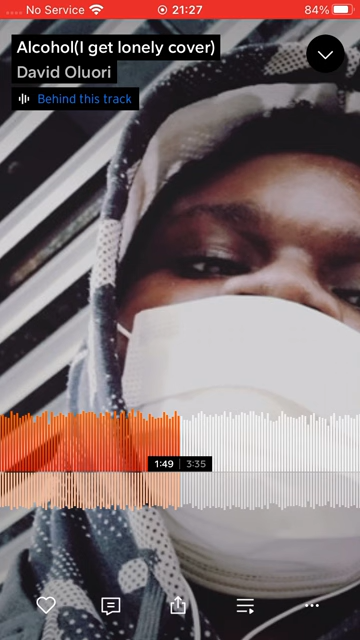 No Service 21:27 84%
Alcohol(I get lonely cover)
David Oluori
Behind this track
1:49 | 3:35